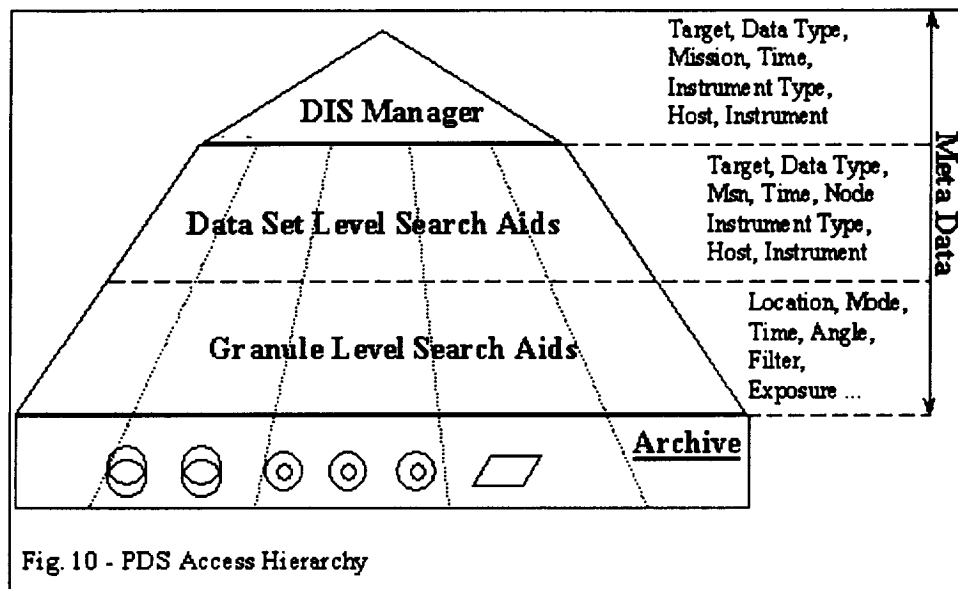 Target, Data Type,
Mission, Time,
Instrument Type,
Host, Instrument
DIS Manager
Target, Data Type,
Msn, Time, Node
Instrument Type,
Host, Instrument
Data Set Level Search Aids
Meta Data
Location, Mode,
Time, Angle,
Filter,
Exposure ...
Granule Level Search Aids
Archive
Fig. 10 - PDS Access Hierarchy